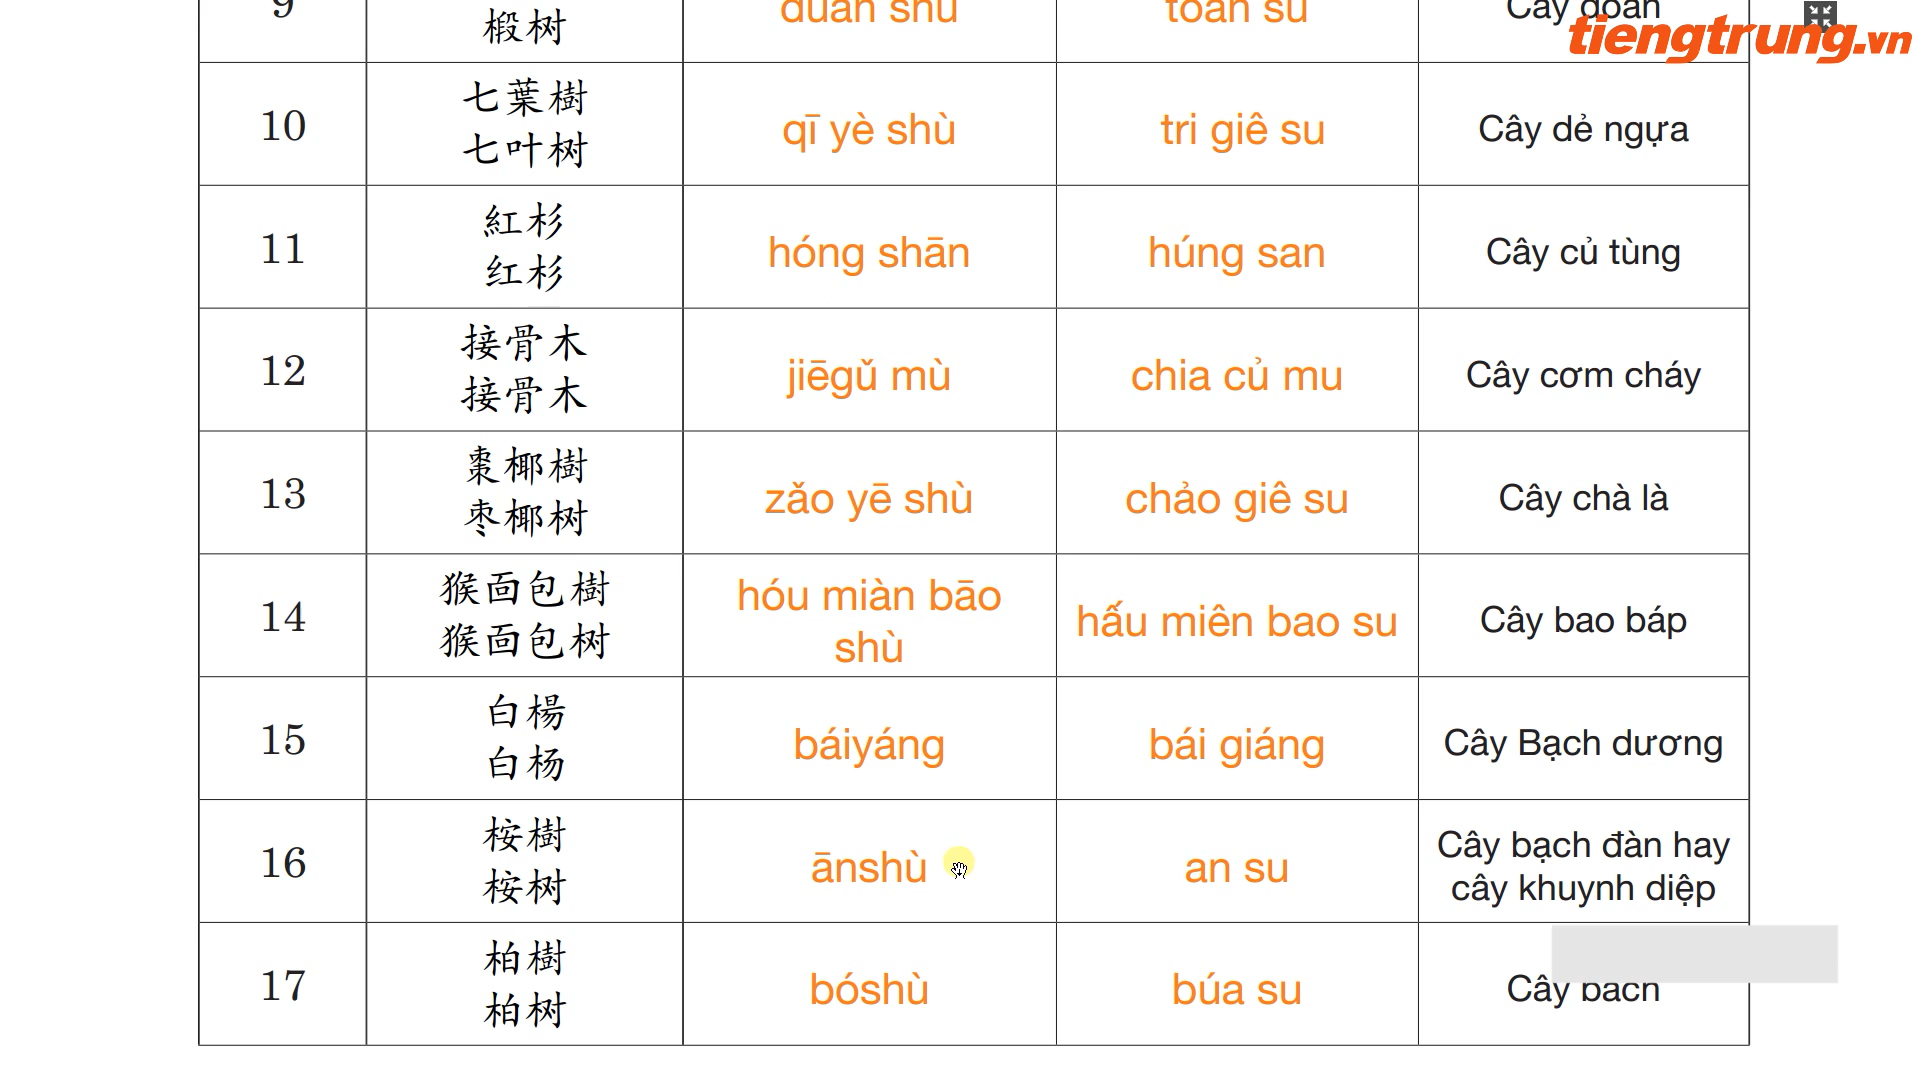 9
椴树
duàn shù
toan su
Cây đoan
tiengtrung.vn
10
七葉樹
七叶树
qī yè shù
tri giê su
Cây dẻ ngựa
11
紅杉
红杉
hóng shān
húng san
Cây củ tùng
12
接骨木
接骨木
jiēgǔ mù
chia củ mu
Cây cơm cháy
13
棗椰樹
枣椰树
zǎo yē shù
chảo giê su
Cây chà là
14
猴面包樹
猴面包树
hóu miàn bāo
shù
hấu miên bao su
Cây bao báp
15
白楊
白杨
báiyáng
bái giáng
Cây Bạch dương
16
桉樹
桉树
ānshù
an su
Cây bạch đàn hay
cây khuynh diệp
17
柏樹
柏树
bóshù
búa su
Cây bách